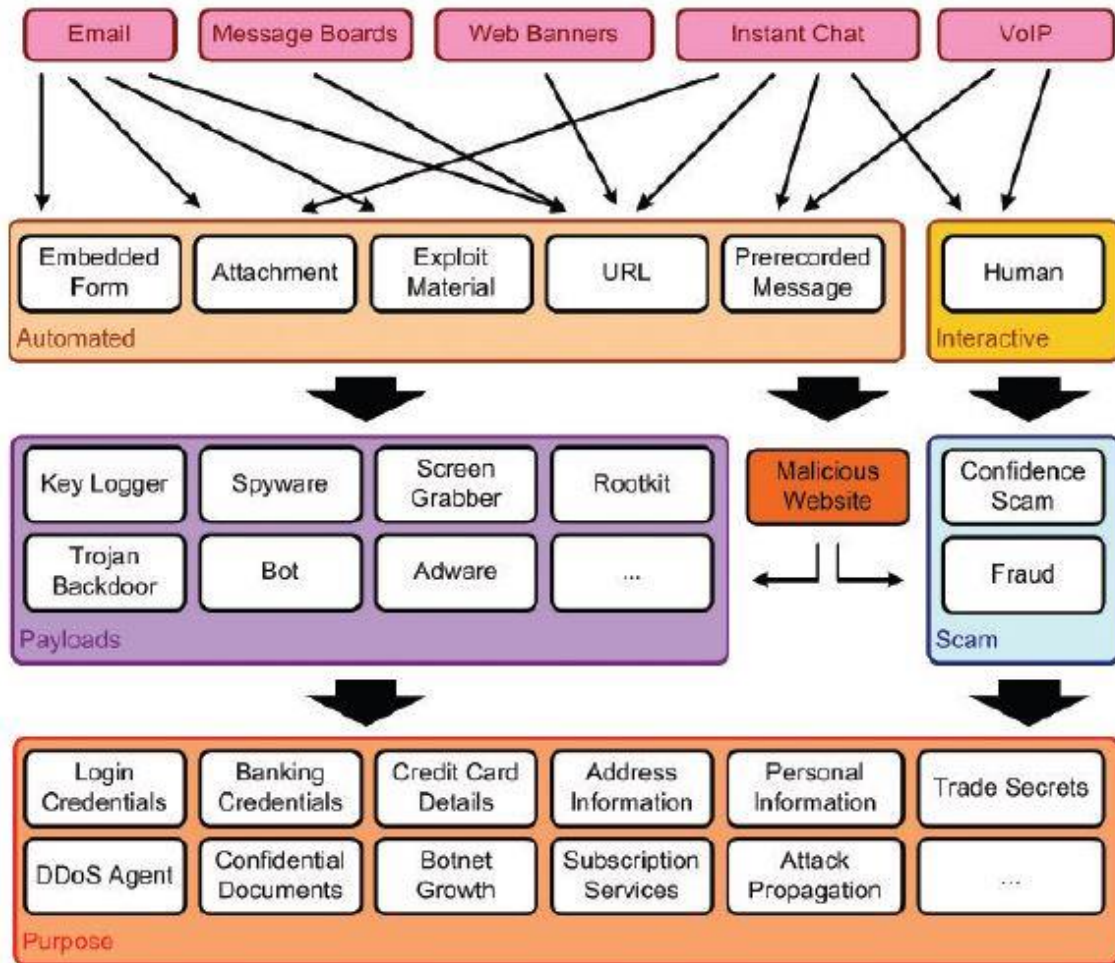 Email
Message Boards
Web Banners
Instant Chat
VoIP
Embedded
Form
Attachment
Exploit
Material
URL
Prerecorded
Message
Human
Automated
Interactive
Key Logger
Spyware
Screen
Grabber
Rootkit
Malicious
Website
Confidence
Scam
Trojan
Backdoor
Bot
Adware
...
Fraud
Payloads
Scam
Login
Credentials
Banking
Credentials
Credit Card
Details
Address
Information
Personal
Information
Trade Secrets
DDoS Agent
Confidential
Documents
Botnet
Growth
Subscription
Services
Attack
Propagation
...
Purpose